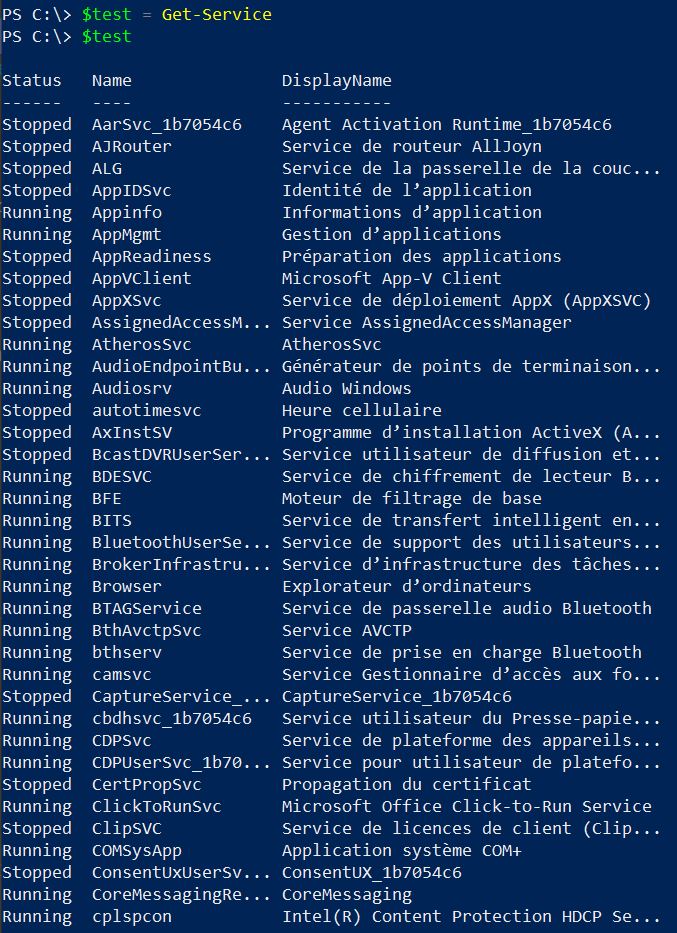 PS C:\> $test = Get-Service
PS C:\> $test
Status   Name               DisplayName
------   ----               -----------
Stopped  AarSvc_1b7054c6    Agent Activation Runtime_1b7054c6
Stopped  AJRouter           Service de routeur AllJoyn
Stopped  ALG                Service de la passerelle de la couc...
Stopped  AppIDSvc           Identité de l’application
Running  Appinfo            Informations d’application
Running  AppMgmt            Gestion d’applications
Stopped  AppReadiness       Préparation des applications
Stopped  AppVClient         Microsoft App-V Client
Stopped  AppXSvc            Service de déploiement AppX (AppXSVC)
Stopped  AssignedAccessM... Service AssignedAccessManager
Running  AtherosSvc         AtherosSvc
Running  AudioEndpointBu... Générateur de points de terminaison...
Running  Audiosrv           Audio Windows
Stopped  autotimesvc        Heure cellulaire
Stopped  AxInstSV           Programme d’installation ActiveX (A...
Stopped  BcastDVRUserSer... Service utilisateur de diffusion et...
Running  BDESVC             Service de chiffrement de lecteur B...
Running  BFE                Moteur de filtrage de base
Running  BITS               Service de transfert intelligent en...
Running  BluetoothUserSe... Service de support des utilisateurs...
Running  BrokerInfrastru... Service d’infrastructure des tâches...
Running  Browser            Explorateur d’ordinateurs
Running  BTAGService        Service de passerelle audio Bluetooth
Running  BthAvctpSvc        Service AVCTP
Running  bthserv            Service de prise en charge Bluetooth
Running  camsvc             Service Gestionnaire d’accès aux fo...
Stopped  CaptureService_... CaptureService_1b7054c6
Running  cbdhsvc_1b7054c6   Service utilisateur du Presse-papie...
Running  CDPSvc             Service de plateforme des appareils...
Running  CDPUserSvc_1b70... Service pour utilisateur de platefo...
Stopped  CertPropSvc        Propagation du certificat
Running  ClickToRunSvc      Microsoft Office Click-to-Run Service
Stopped  ClipSVC            Service de licences de client (Clip...
Running  COMSysApp          Application système COM+
Stopped  ConsentUxUserSv... ConsentUX_1b7054c6
Running  CoreMessagingRe... CoreMessaging
Running  cplspcon           Intel(R) Content Protection HDCP Se...